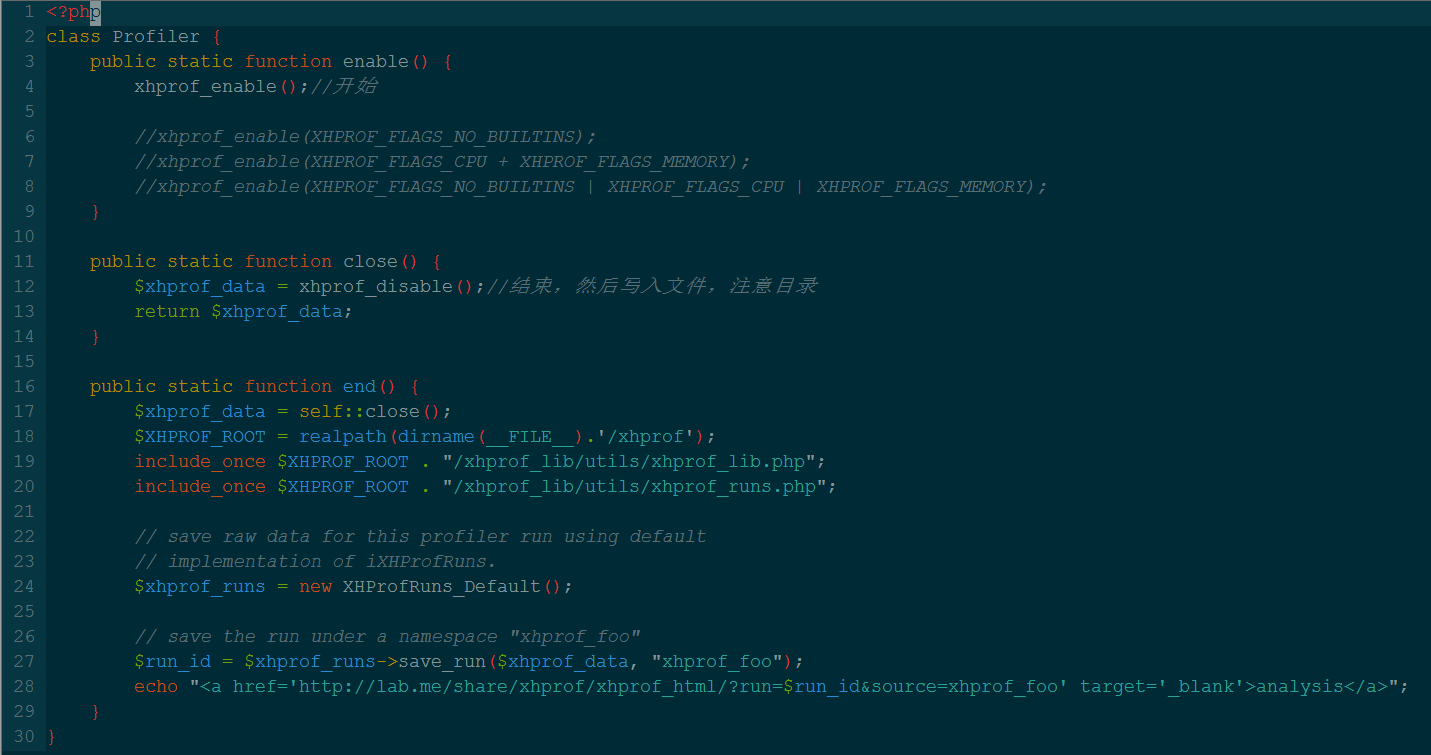 1 <?php
2 class Profiler {
3     public static function enable() {
4         xhprof_enable();//开始
5
6         //xhprof_enable(XHPROF_FLAGS_NO_BUILTINS);
7         //xhprof_enable(XHPROF_FLAGS_CPU + XHPROF_FLAGS_MEMORY);
8         //xhprof_enable(XHPROF_FLAGS_NO_BUILTINS | XHPROF_FLAGS_CPU | XHPROF_FLAGS_MEMORY);
9     }
10
11     public static function close() {
12         $xhprof_data = xhprof_disable();//结束，然后写入文件，注意目录
13         return $xhprof_data;
14     }
15
16     public static function end() {
17         $xhprof_data = self::close();
18         $XHPROF_ROOT = realpath(dirname(__FILE__).'/xhprof');
19         include_once $XHPROF_ROOT . "/xhprof_lib/utils/xhprof_lib.php";
20         include_once $XHPROF_ROOT . "/xhprof_lib/utils/xhprof_runs.php";
21
22         // save raw data for this profiler run using default
23         // implementation of iXHProfRuns.
24         $xhprof_runs = new XHProfRuns_Default();
25
26         // save the run under a namespace "xhprof_foo"
27         $run_id = $xhprof_runs->save_run($xhprof_data, "xhprof_foo");
28         echo "<a href='http://lab.me/share/xhprof/xhprof_html/?run=$run_id&source=xhprof_foo' target='_blank'>analysis</a>";
29     }
30 }